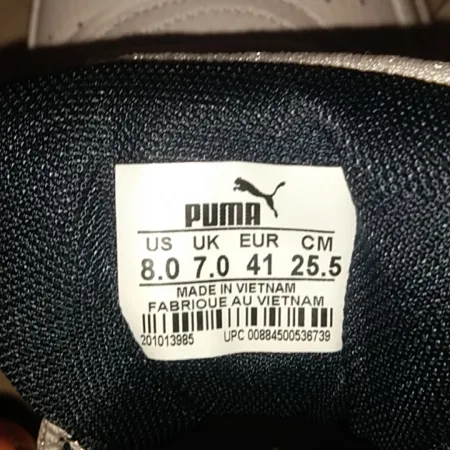 PUMA
US UK EUR CM
8.0 7.0 41 25.5
MADE IN VIETNAM
FABRIQUE AU VIETNAM
201013985 UPC 00884500536739